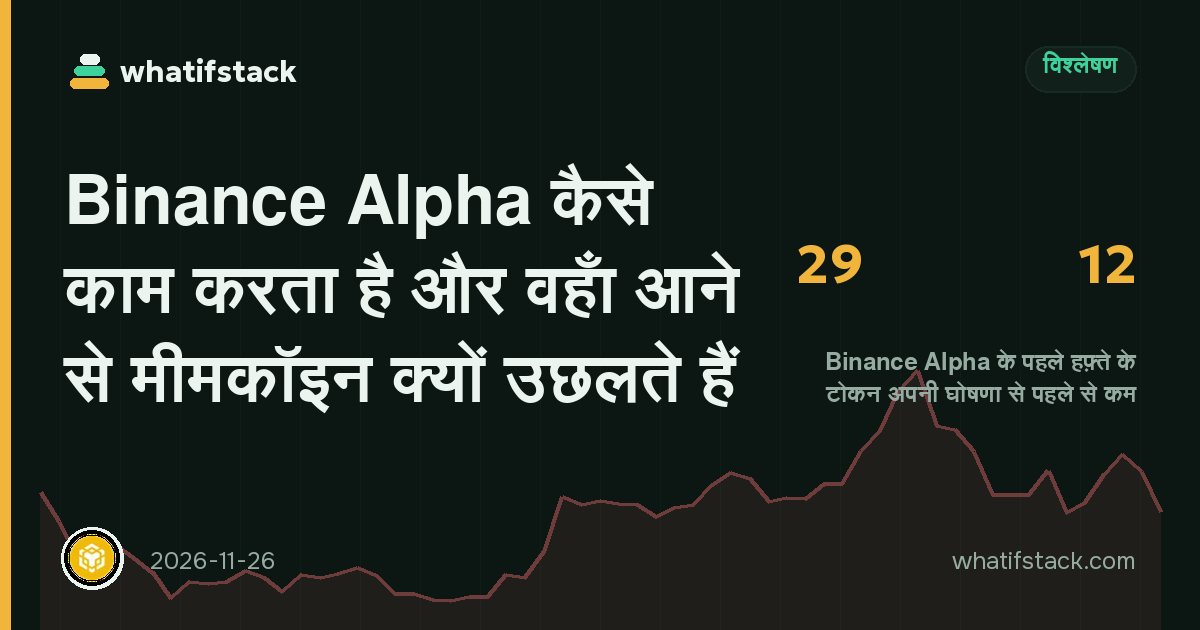 whatifstack
विश्लेषण
Binance Alpha कैसे
काम करता है और वहाँ आने
से मीमकॉइन क्यों उछलते हैं
29 12
Binance Alpha के पहले हफ़्ते के
टोकन अपनी घोषणा से पहले से कम
2026-11-26
whatifstack.com